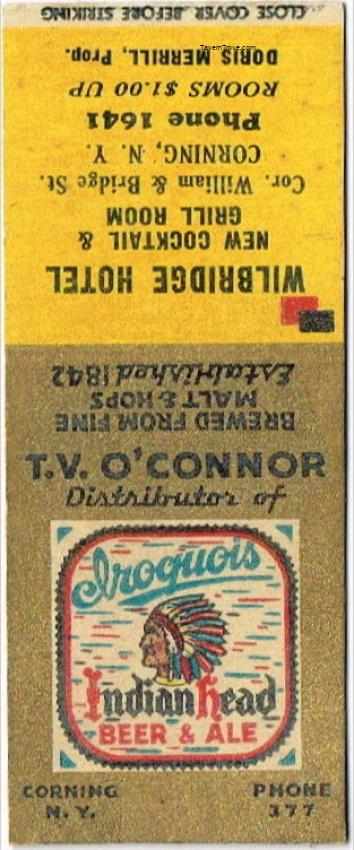 CLOSE COVER BEFORE STRIKING
TavernTrove.com
WILBRIDGE HOTEL
NEW COCKTAIL &
GRILL ROOM
Cor. William & Bridge St.
CORNING, N. Y.
Phone 1641
ROOMS $1.00 UP
DORIS MERRILL, Prop.
BREWED FROM FINE
MALT & HOPS
Established 1842
T.V. O'CONNOR
Distributor of
Iroquois
Indian Head
BEER & ALE
CORNING
N. Y.
PHONE
377